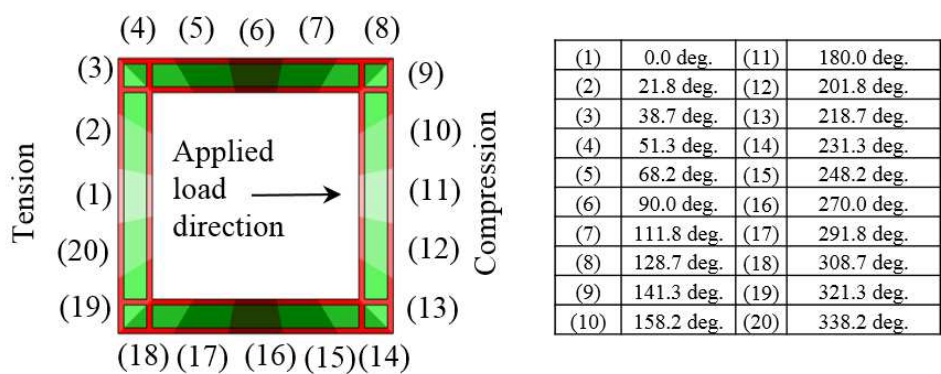 (4) (5) (6) (7) (8)
(3) (9)
(2) (10)
Tension
(1)
Applied
load
direction
(11)
Compression
(20) (12)
(19) (13)
(18) (17) (16) (15) (14)
(1) 0.0 deg. (11) 180.0 deg.
(2) 21.8 deg. (12) 201.8 deg.
(3) 38.7 deg. (13) 218.7 deg.
(4) 51.3 deg. (14) 231.3 deg.
(5) 68.2 deg. (15) 248.2 deg.
(6) 90.0 deg. (16) 270.0 deg.
(7) 111.8 deg. (17) 291.8 deg.
(8) 128.7 deg. (18) 308.7 deg.
(9) 141.3 deg. (19) 321.3 deg.
(10) 158.2 deg. (20) 338.2 deg.